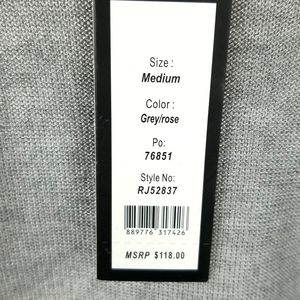 Size :
Medium
Color :
Grey/rose
Po:
76851
Style No:
RJ52837
889776 317426
MSRP $118.00